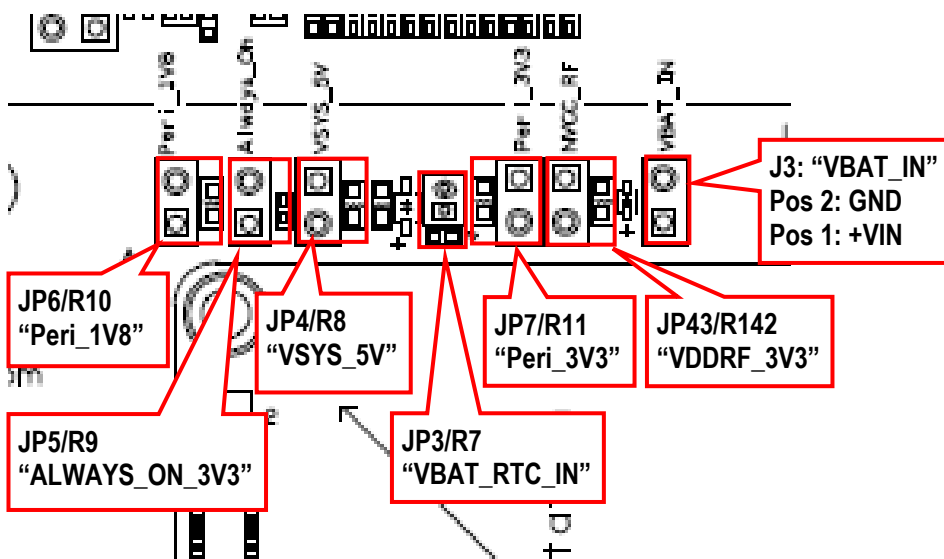 Peri_1V8
Always_On
VSYS_5V
Peri_3V3
VBAT_IN
J3: “VBAT_IN”
Pos 2: GND
Pos 1: +VIN
JP6/R10
“Peri_1V8”
JP4/R8
“VSYS_5V”
JP7/R11
“Peri_3V3”
JP43/R142
“VDDRF_3V3”
JP5/R9
“ALWAYS_ON_3V3”
JP3/R7
“VBAT_RTC_IN”